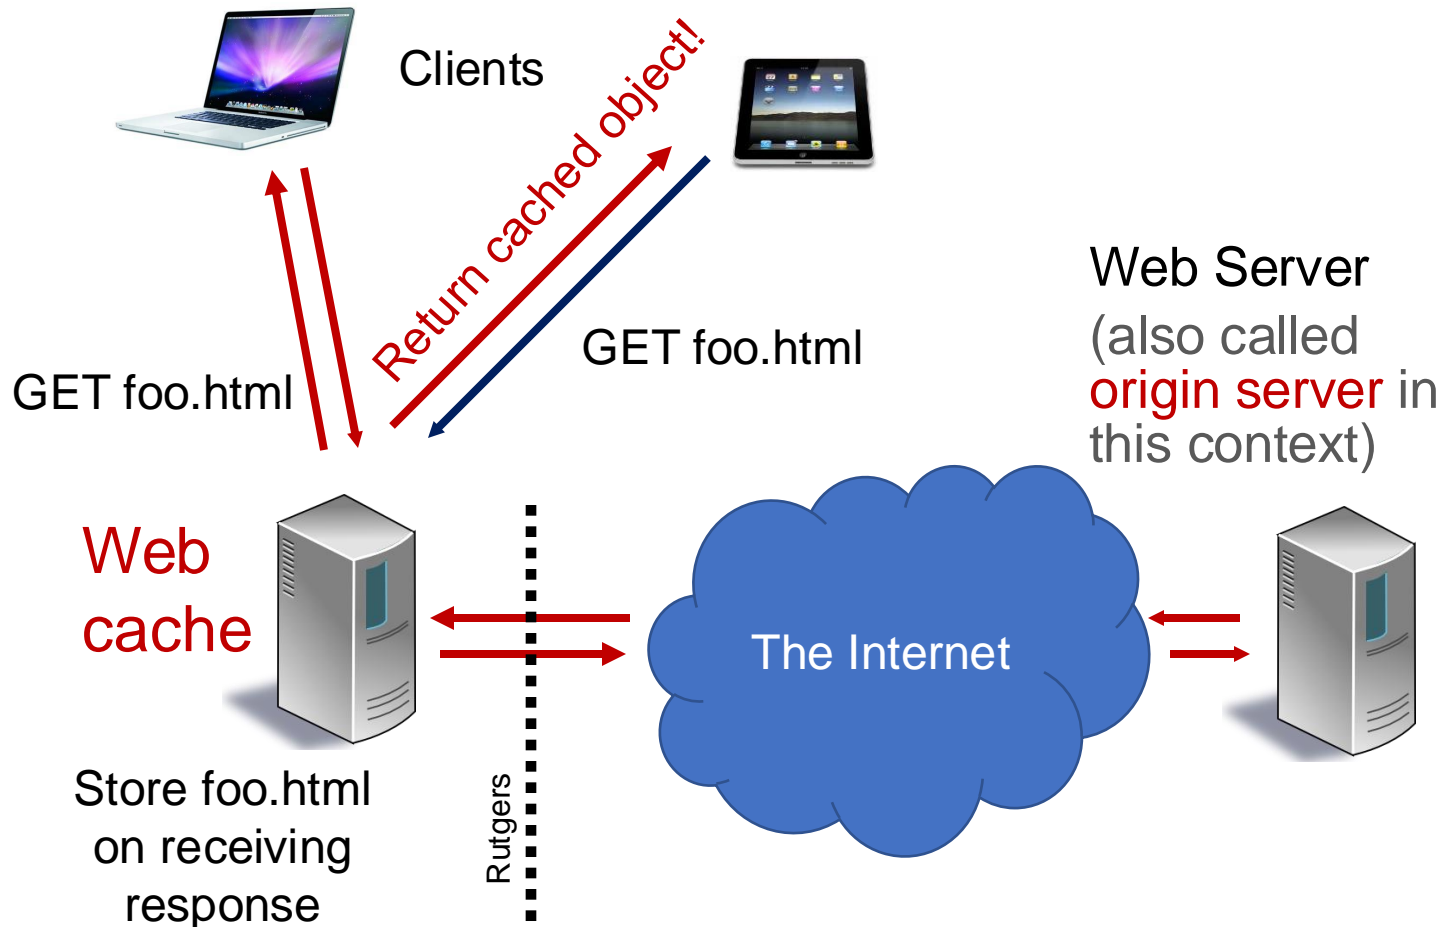 Clients
Return cached object!
GET foo.html
GET foo.html
Web Server
(also called
origin server in
this context)
Web
cache
The Internet
Store foo.html
on receiving
response
Rutgers